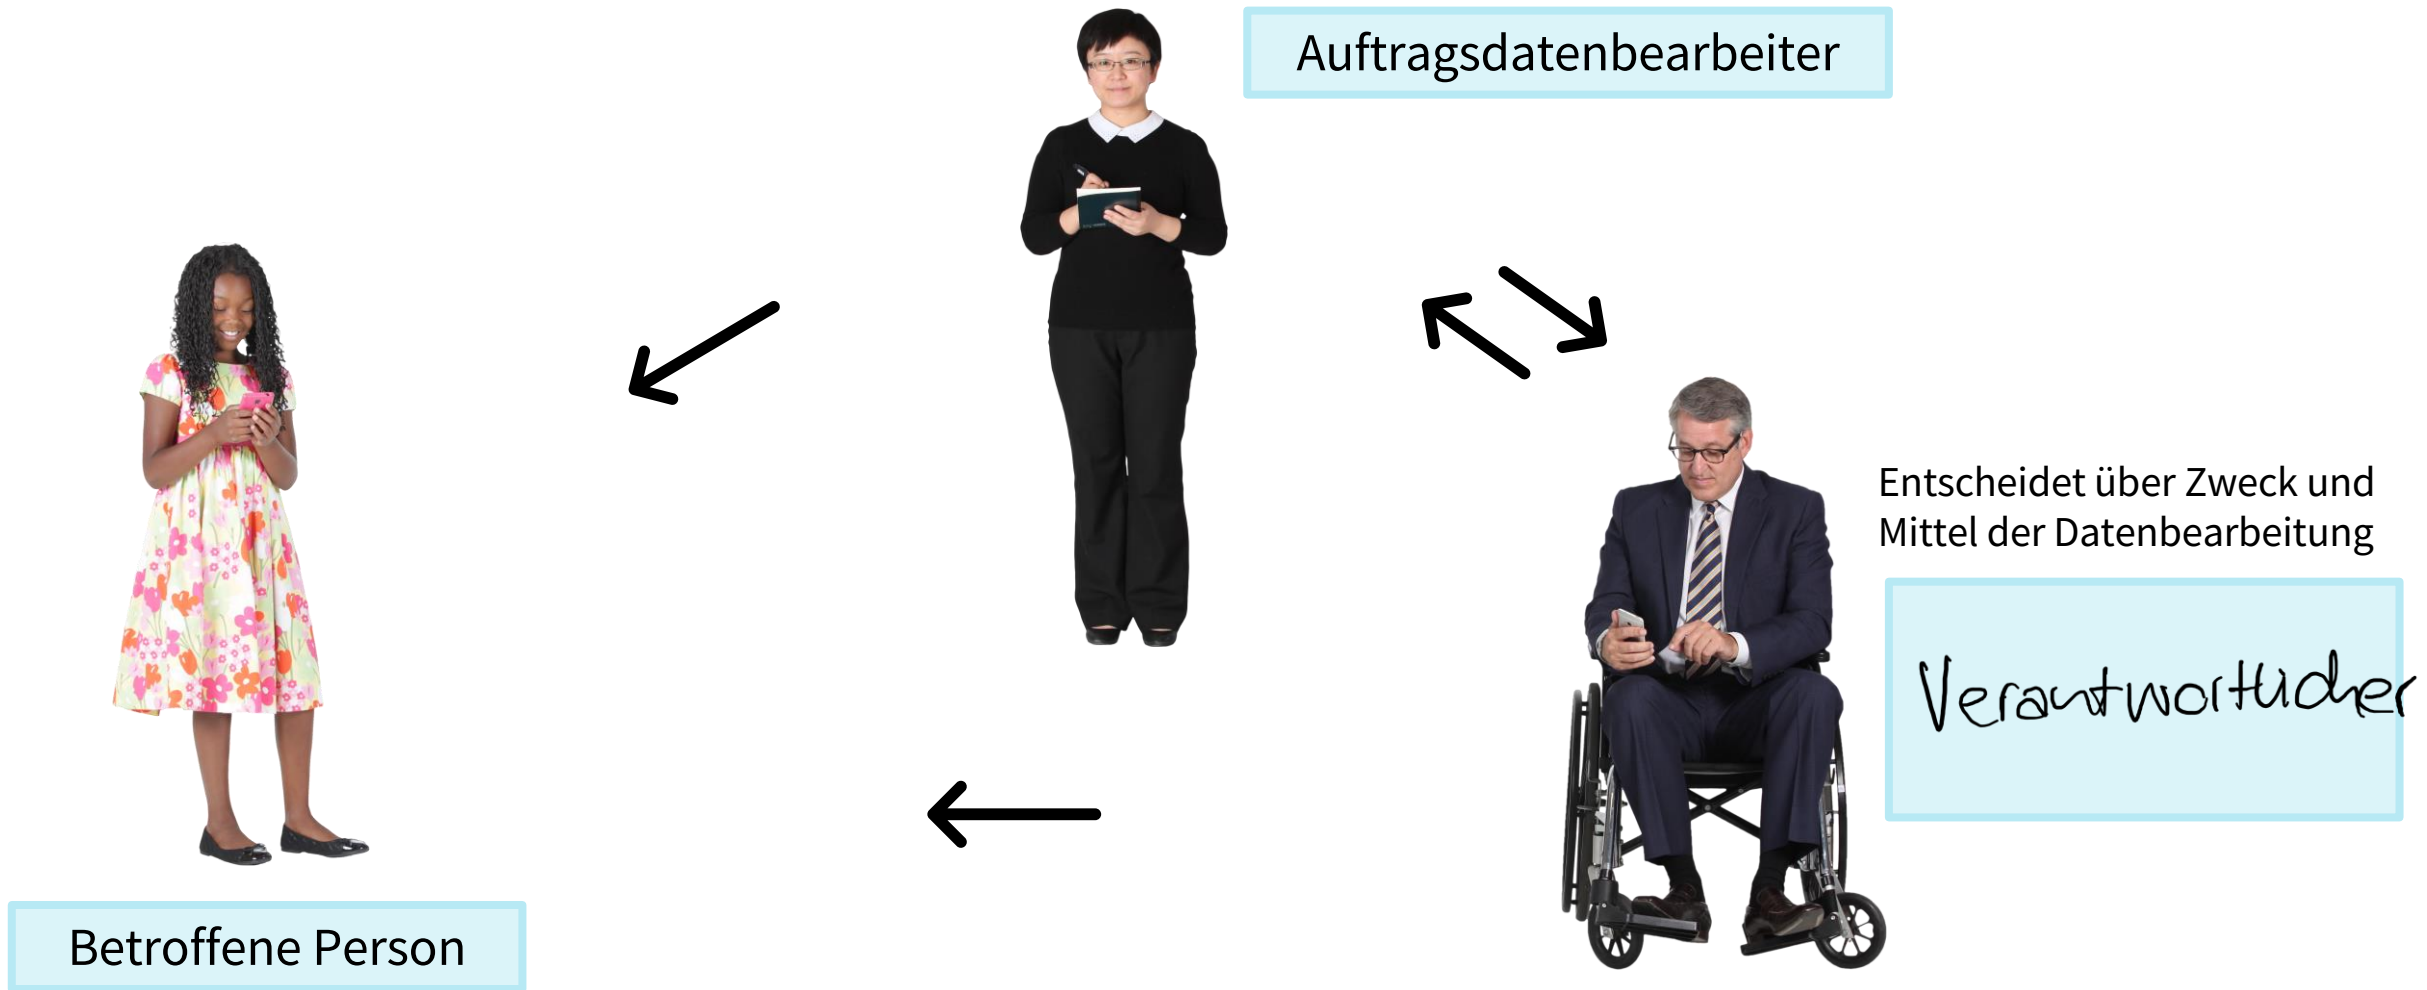 Auftragsdatenbearbeiter
Entscheidet über Zweck und
Mittel der Datenbearbeitung
Verantwortlicher
Betroffene Person